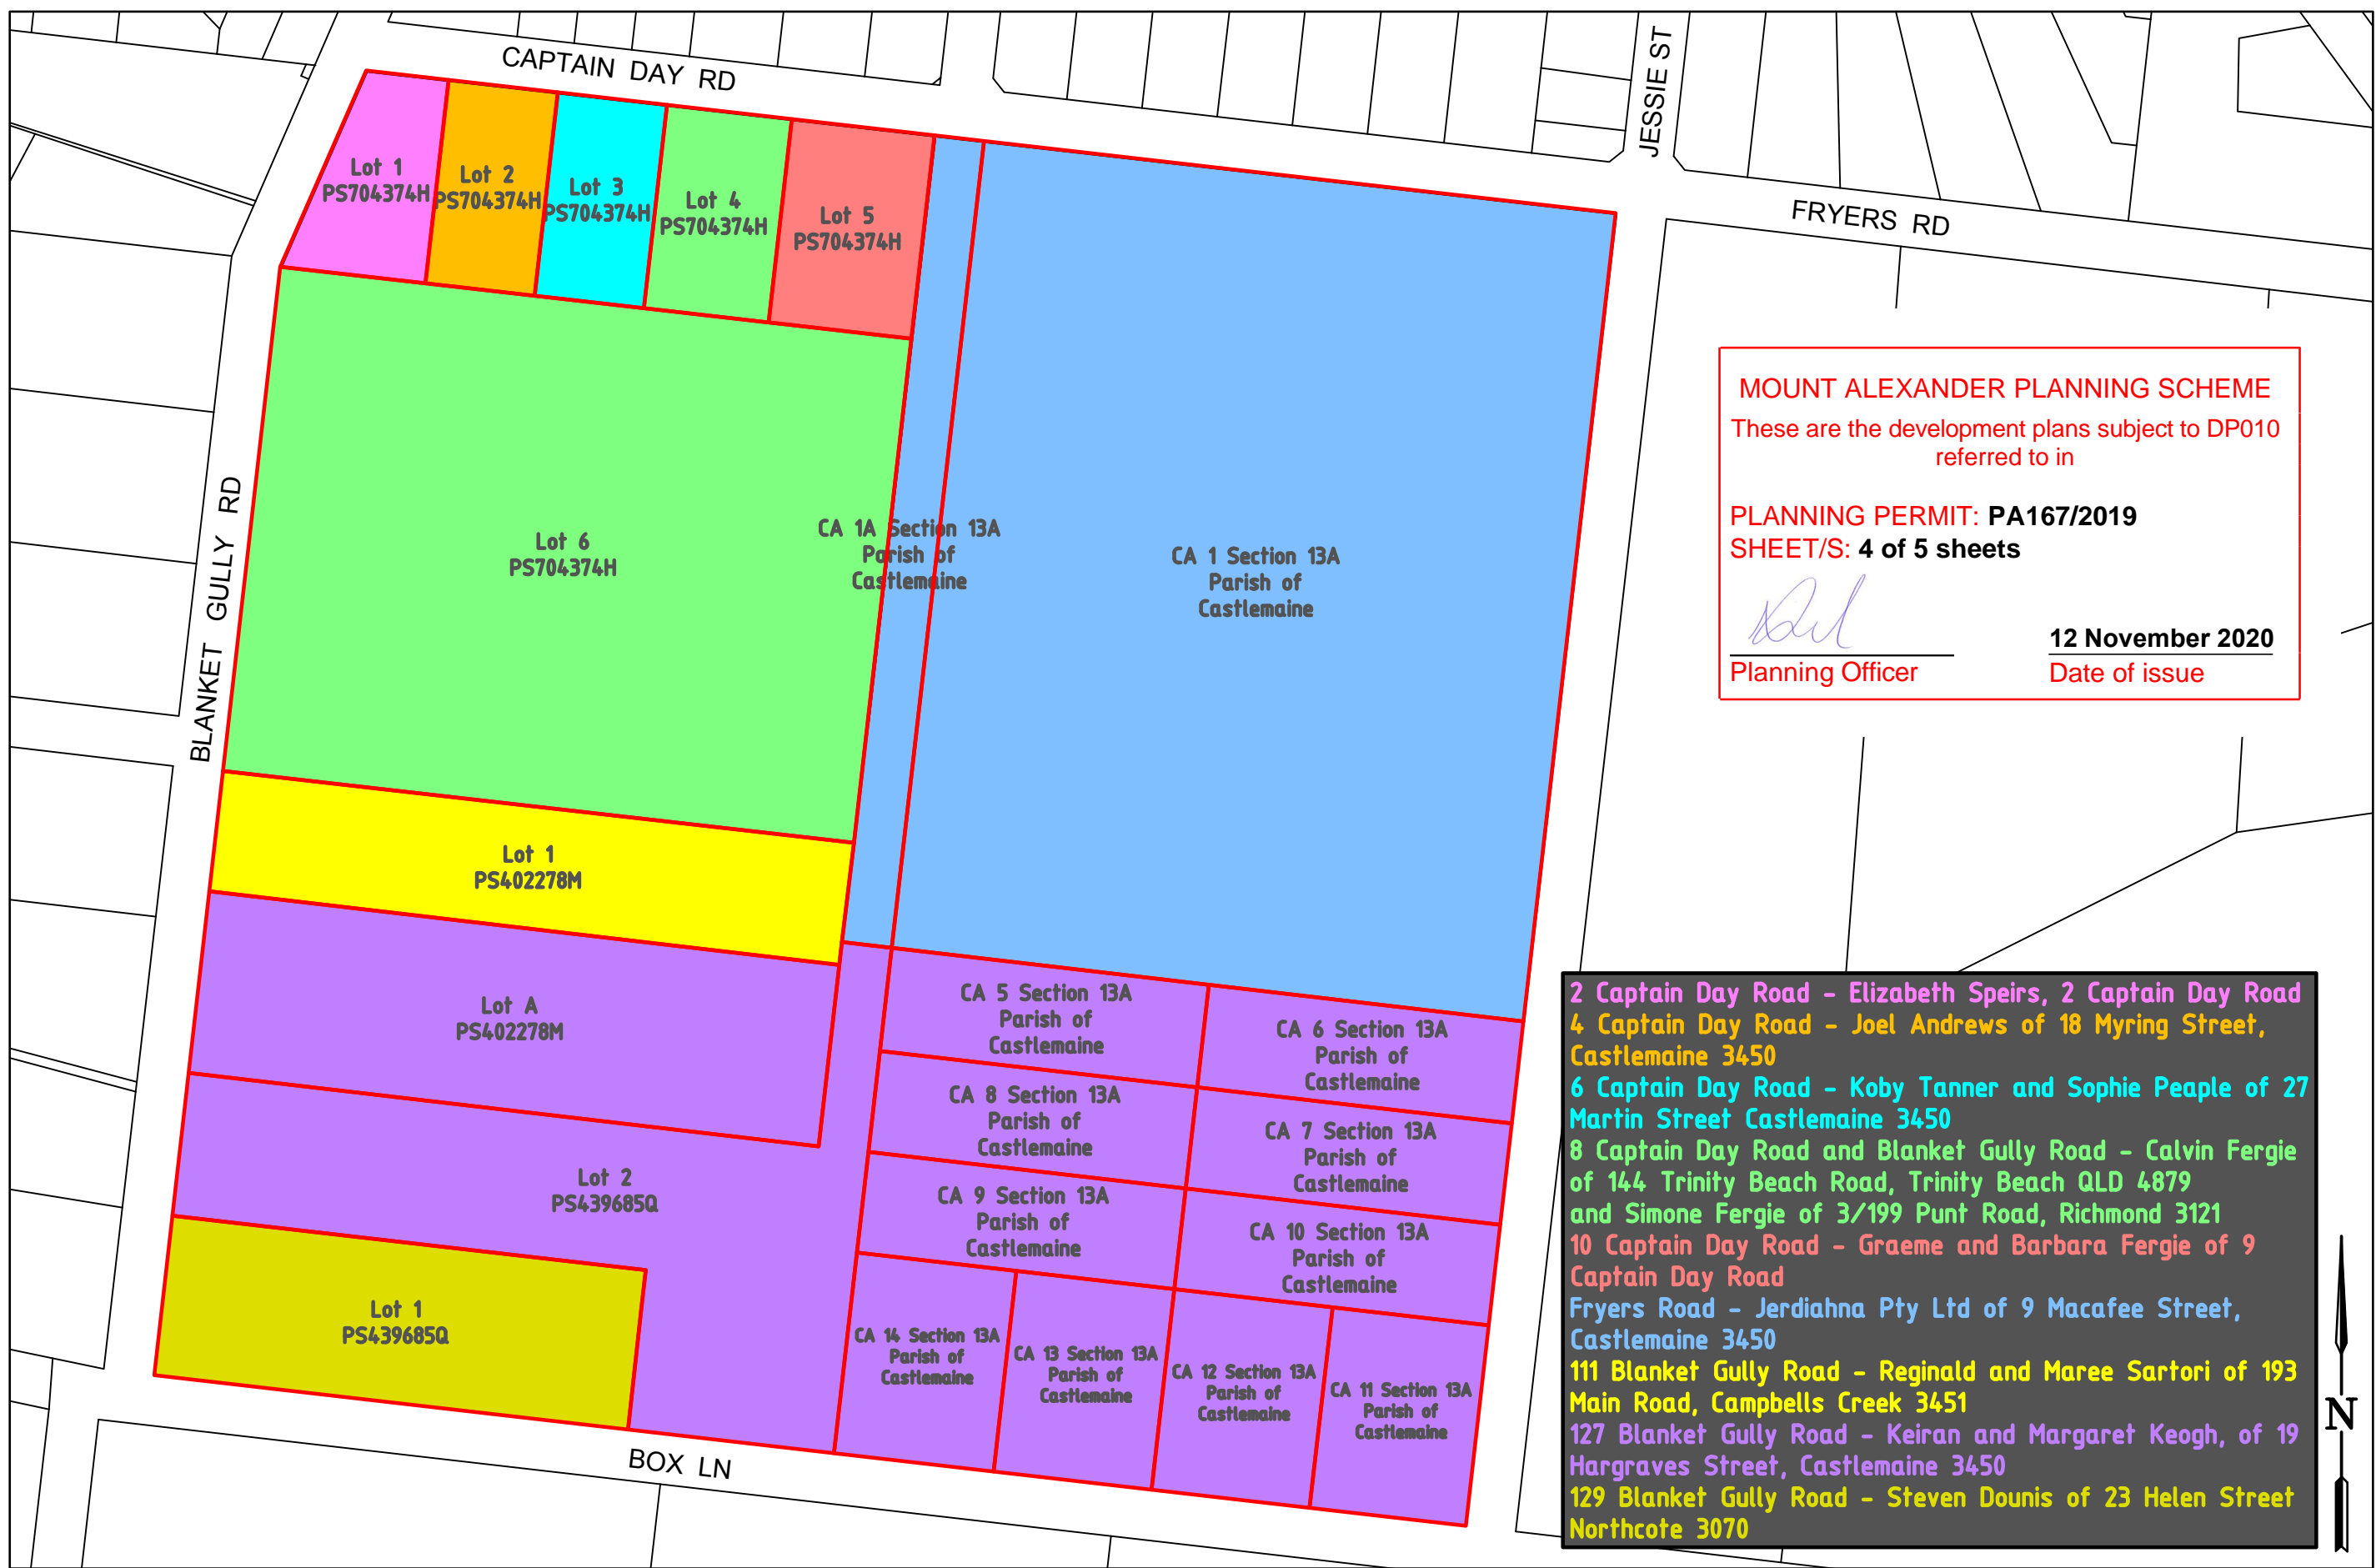 CAPTAIN DAY RD
JESSIE ST
FRYERS RD
BLANKET GULLY RD
BOX LN
Lot 1
PS704374H
Lot 2
PS704374H
Lot 3
PS704374H
Lot 4
PS704374H
Lot 5
PS704374H
Lot 6
PS704374H
CA 1A Section 13A
Parish of
Castlemaine
CA 1 Section 13A
Parish of
Castlemaine
Lot 1
PS402278M
Lot A
PS402278M
Lot 2
PS439685Q
Lot 1
PS439685Q
CA 5 Section 13A
Parish of
Castlemaine
CA 6 Section 13A
Parish of
Castlemaine
CA 8 Section 13A
Parish of
Castlemaine
CA 7 Section 13A
Parish of
Castlemaine
CA 9 Section 13A
Parish of
Castlemaine
CA 10 Section 13A
Parish of
Castlemaine
CA 14 Section 13A
Parish of
Castlemaine
CA 13 Section 13A
Parish of
Castlemaine
CA 12 Section 13A
Parish of
Castlemaine
CA 11 Section 13A
Parish of
Castlemaine
MOUNT ALEXANDER PLANNING SCHEME
These are the development plans subject to DP010
referred to in
PLANNING PERMIT: PA167/2019
SHEET/S: 4 of 5 sheets
12 November 2020
Planning Officer
Date of issue
2 Captain Day Road - Elizabeth Speirs, 2 Captain Day Road
4 Captain Day Road - Joel Andrews of 18 Myring Street,
Castlemaine 3450
6 Captain Day Road - Koby Tanner and Sophie Peaple of 27
Martin Street Castlemaine 3450
8 Captain Day Road and Blanket Gully Road - Calvin Fergie
of 144 Trinity Beach Road, Trinity Beach QLD 4879
and Simone Fergie of 3/199 Punt Road, Richmond 3121
10 Captain Day Road - Graeme and Barbara Fergie of 9
Captain Day Road
Fryers Road - Jerdiahna Pty Ltd of 9 Macafee Street,
Castlemaine 3450
111 Blanket Gully Road - Reginald and Maree Sartori of 193
Main Road, Campbells Creek 3451
127 Blanket Gully Road - Keiran and Margaret Keogh, of 19
Hargraves Street, Castlemaine 3450
129 Blanket Gully Road - Steven Dounis of 23 Helen Street
Northcote 3070
N